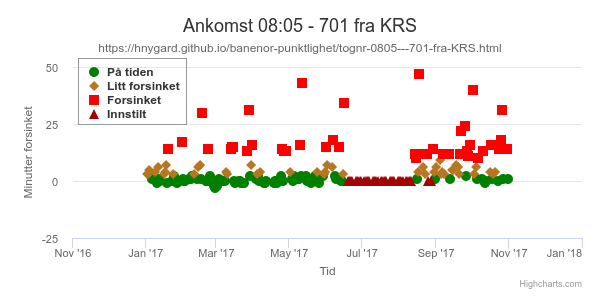 Ankomst 08:05 - 701 fra KRS
https://hnygard.github.io/banenor-punktlighet/tognr-0805---701-fra-KRS.html
På tiden
Litt forsinket
Forsinket
Innstilt
Minutter forsinket
50
25
0
-25
Nov '16 Jan '17 Mar '17 May '17 Jul '17 Sep '17 Nov '17 Jan '18
Tid
Highcharts.com